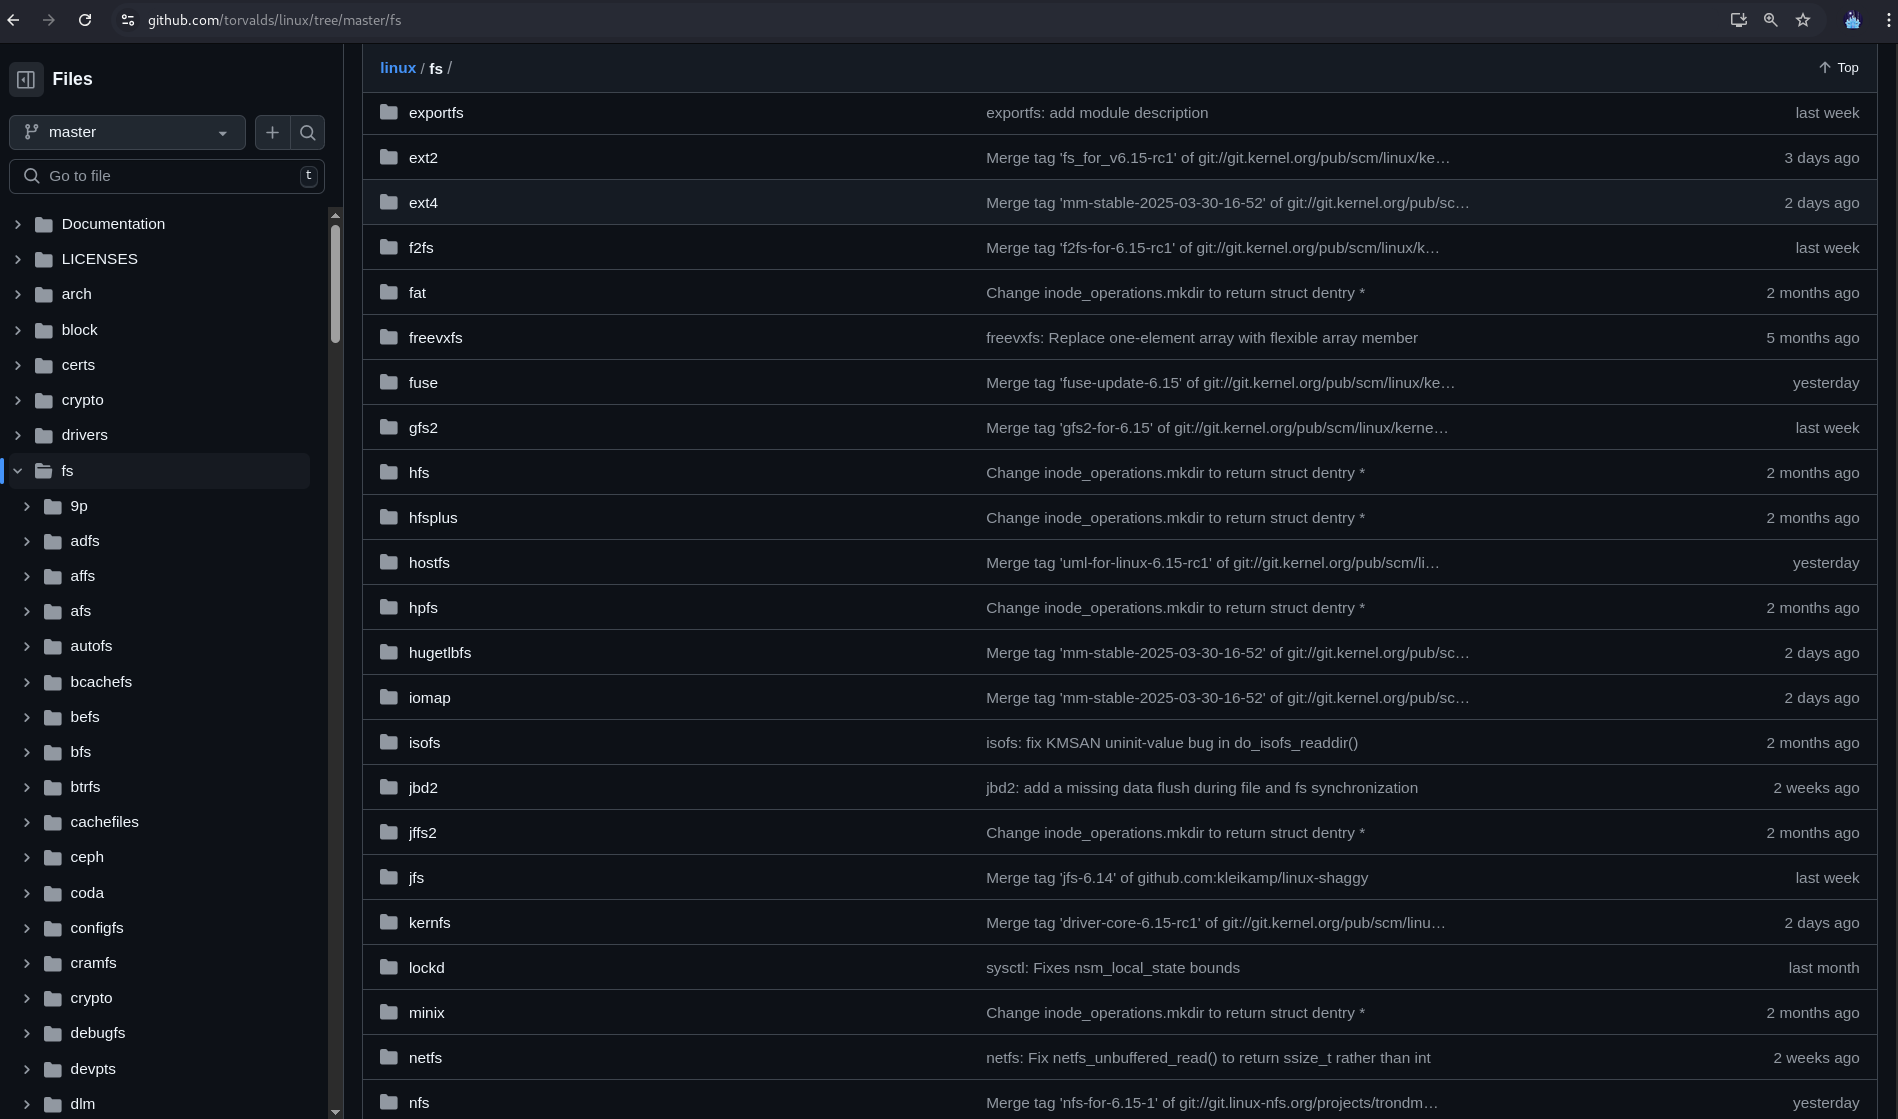 github.com/torvalds/linux/tree/master/fs
Files
master
Go to file
t
Documentation
LICENSES
arch
block
certs
crypto
drivers
fs
9p
adfs
affs
afs
autofs
bcachefs
befs
bfs
btrfs
cachefiles
ceph
coda
configfs
cramfs
crypto
debugfs
devpts
dlm
linux / fs /
Top
exportfs exportfs: add module description last week
ext2 Merge tag 'fs_for_v6.15-rc1' of git://git.kernel.org/pub/scm/linux/ke… 3 days ago
ext4 Merge tag 'mm-stable-2025-03-30-16-52' of git://git.kernel.org/pub/sc… 2 days ago
f2fs Merge tag 'f2fs-for-6.15-rc1' of git://git.kernel.org/pub/scm/linux/k… last week
fat Change inode_operations.mkdir to return struct dentry * 2 months ago
freevxfs freevxfs: Replace one-element array with flexible array member 5 months ago
fuse Merge tag 'fuse-update-6.15' of git://git.kernel.org/pub/scm/linux/ke… yesterday
gfs2 Merge tag 'gfs2-for-6.15' of git://git.kernel.org/pub/scm/linux/kerne… last week
hfs Change inode_operations.mkdir to return struct dentry * 2 months ago
hfsplus Change inode_operations.mkdir to return struct dentry * 2 months ago
hostfs Merge tag 'uml-for-linux-6.15-rc1' of git://git.kernel.org/pub/scm/li… yesterday
hpfs Change inode_operations.mkdir to return struct dentry * 2 months ago
hugetlbfs Merge tag 'mm-stable-2025-03-30-16-52' of git://git.kernel.org/pub/sc… 2 days ago
iomap Merge tag 'mm-stable-2025-03-30-16-52' of git://git.kernel.org/pub/sc… 2 days ago
isofs isofs: fix KMSAN uninit-value bug in do_isofs_readdir() 2 months ago
jbd2 jbd2: add a missing data flush during file and fs synchronization 2 weeks ago
jffs2 Change inode_operations.mkdir to return struct dentry * 2 months ago
jfs Merge tag 'jfs-6.14' of github.com:kleikamp/linux-shaggy last week
kernfs Merge tag 'driver-core-6.15-rc1' of git://git.kernel.org/pub/scm/linu… 2 days ago
lockd sysctl: Fixes nsm_local_state bounds last month
minix Change inode_operations.mkdir to return struct dentry * 2 months ago
netfs netfs: Fix netfs_unbuffered_read() to return ssize_t rather than int 2 weeks ago
nfs Merge tag 'nfs-for-6.15-1' of git://git.linux-nfs.org/projects/trondm… yesterday